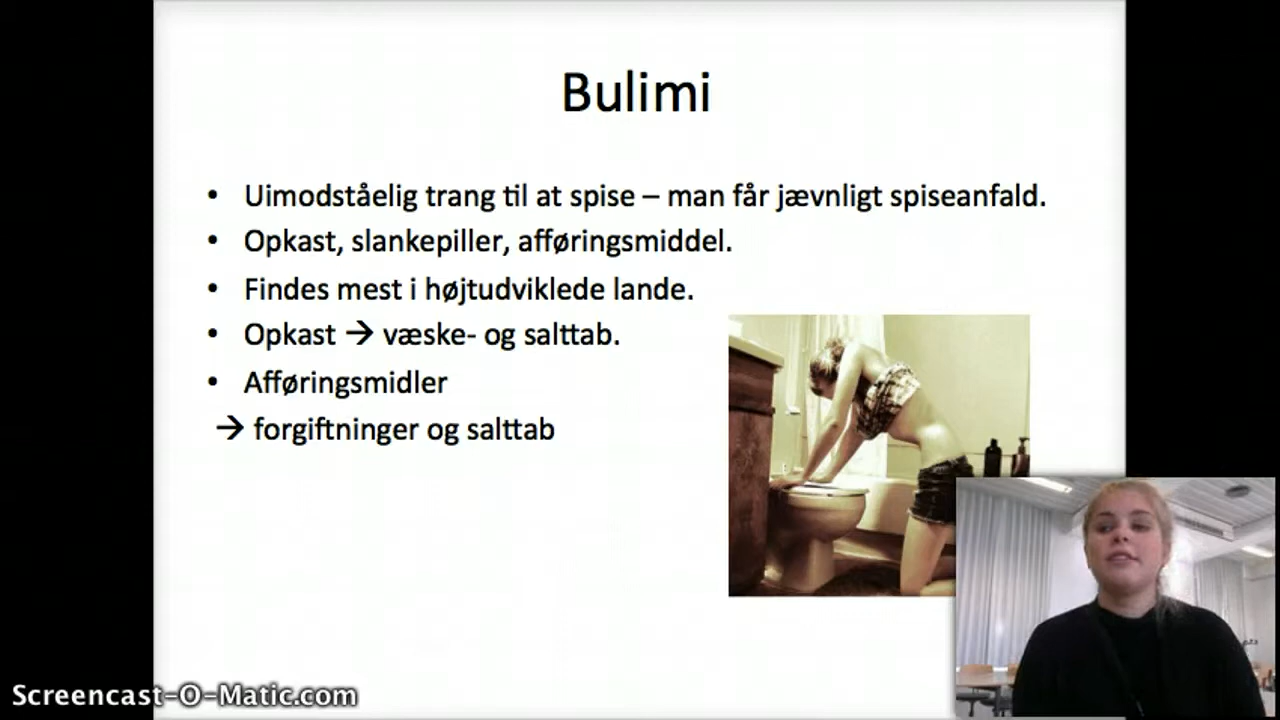 Bulimi
• Uimodståelig trang til at spise – man får jævnligt spiseanfald.
• Opkast, slankepiller, afføringsmiddel.
• Findes mest i højtudviklede lande.
• Opkast → væske- og salttab.
• Afføringsmidler
→ forgiftninger og salttab
Screencast-O-Matic.com